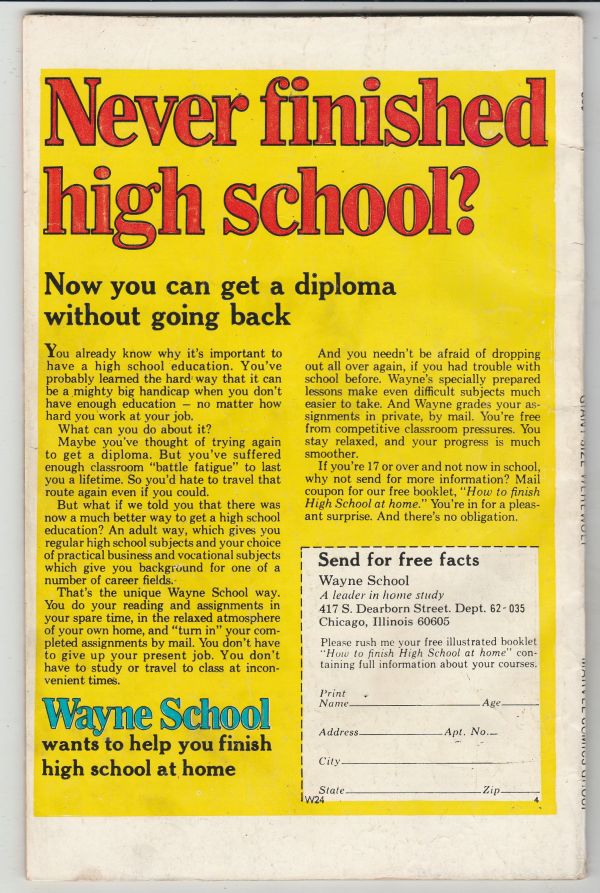 Never finished
high school?
Now you can get a diploma
without going back
You already know why it's important to
have a high school education. You've
probably learned the hard way that it can
be a mighty big handicap when you don't
have enough education — no matter how
hard you work at your job.
What can you do about it?
Maybe you've thought of trying again
to get a diploma. But you've suffered
enough classroom "battle fatigue" to last
you a lifetime. So you'd hate to travel that
route again even if you could.
But what if we told you that there was
now a much better way to get a high school
education? An adult way, which gives you
regular high school subjects and your choice
of practical business and vocational subjects
which give you background for one of a
number of career fields.
That's the unique Wayne School way.
You do your reading and assignments in
your spare time, in the relaxed atmosphere
of your own home, and "turn in" your com-
pleted assignments by mail. You don't have
to give up your present job. You don't have
to study or travel to class at incon-
venient times.
Wayne School
wants to help you finish
high school at home
And you needn't be afraid of dropping
out all over again, if you had trouble with
school before. Wayne's specially prepared
lessons make even difficult subjects much
easier to take. And Wayne grades your as-
signments in private, by mail. You're free
from competitive classroom pressures. You
stay relaxed, and your progress is much
smoother.
If you're 17 or over and not now in school,
why not send for more information? Mail
coupon for our free booklet, "How to finish
High School at home." You're in for a pleas-
ant surprise. And there's no obligation.
Send for free facts
Wayne School
A leader in home study
417 S. Dearborn Street. Dept. 62-035
Chicago, Illinois 60605
Please rush me your free illustrated booklet
"How to finish High School at home" con-
taining full information about your courses.
Print
Name Age
Address Apt. No.
City
State Zip
W24 4